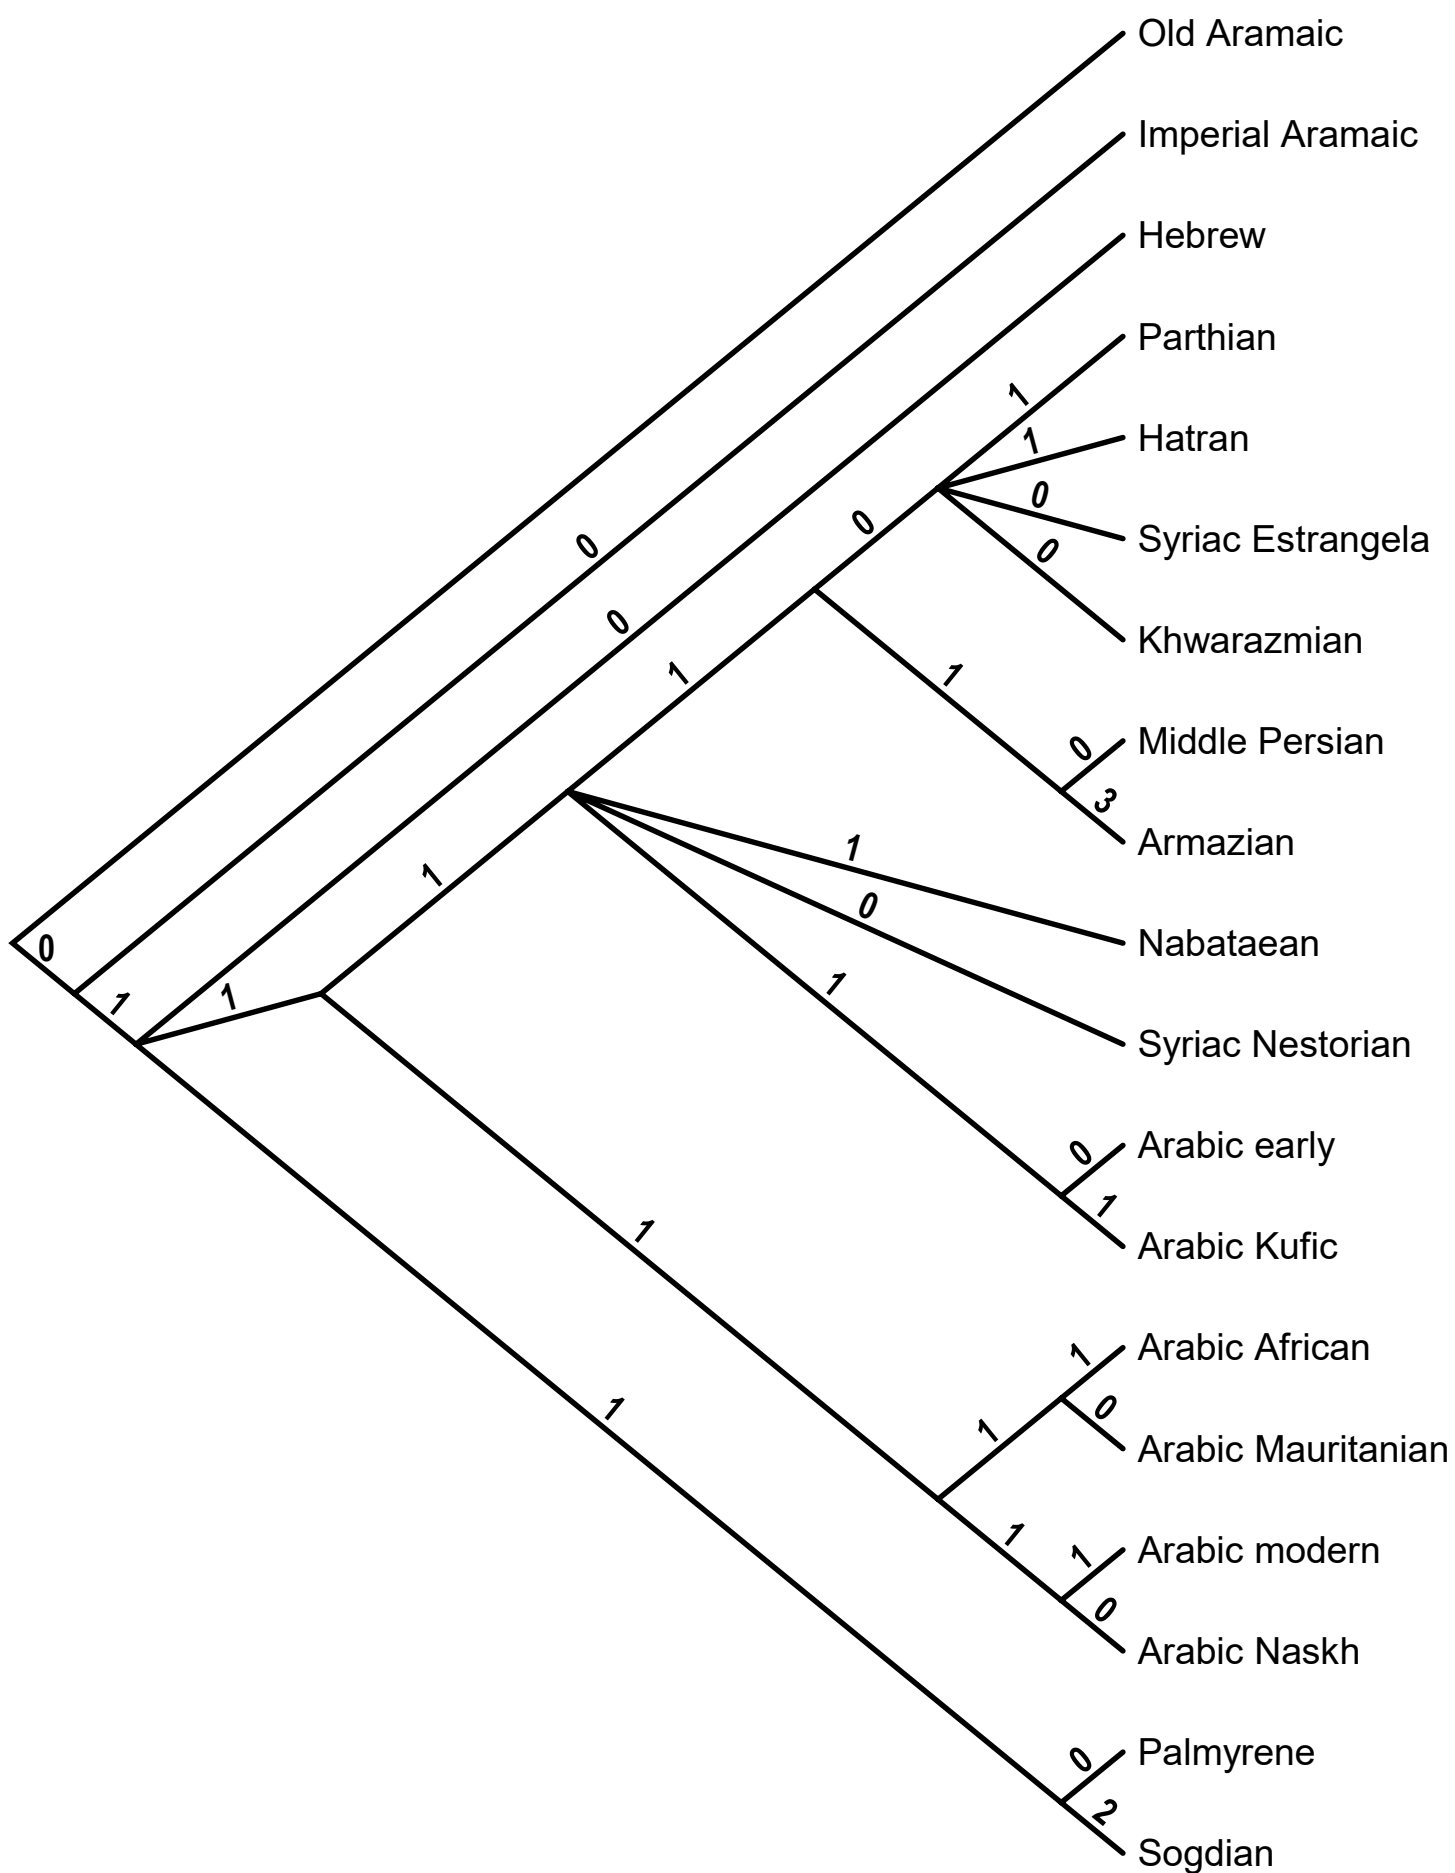 Old Aramaic
Imperial Aramaic
Hebrew
Parthian
1
Hatran
1
0
0
Syriac Estrangela
0
0
0
Khwarazmian
1
1
0
Middle Persian
3
Armazian
1
1
0
Nabataean
0
1
1
1
Syriac Nestorian
0
Arabic early
1
1
Arabic Kufic
1
Arabic African
1
0
1
Arabic Mauritanian
1
1
Arabic modern
0
Arabic Naskh
0
Palmyrene
2
Sogdian